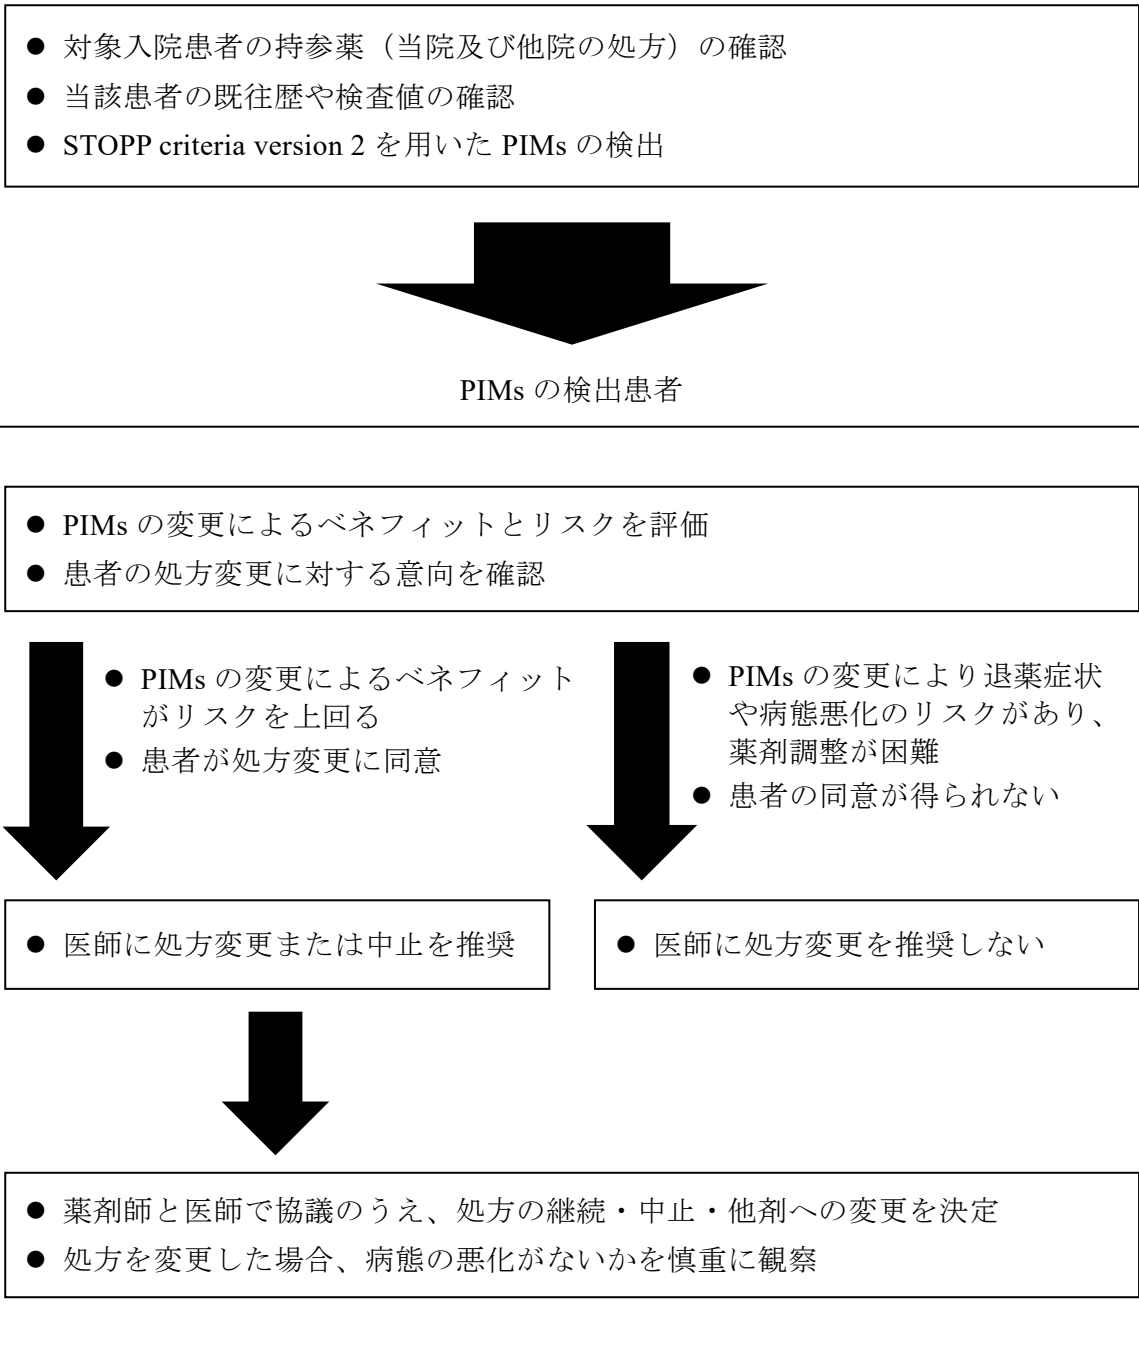 ● 対象入院患者の持参薬（当院及び他院の処方）の確認
● 当該患者の既往歴や検査値の確認
● STOPP criteria version 2 を用いた PIMs の検出
PIMs の検出患者
● PIMs の変更によるベネフィットとリスクを評価
● 患者の処方変更に対する意向を確認
● PIMs の変更によるベネフィット
がリスクを上回る
● 患者が処方変更に同意
● PIMs の変更により退薬症状
や病態悪化のリスクがあり、
薬剤調整が困難
● 患者の同意が得られない
● 医師に処方変更または中止を推奨
● 医師に処方変更を推奨しない
● 薬剤師と医師で協議のうえ、処方の継続・中止・他剤への変更を決定
● 処方を変更した場合、病態の悪化がないかを慎重に観察